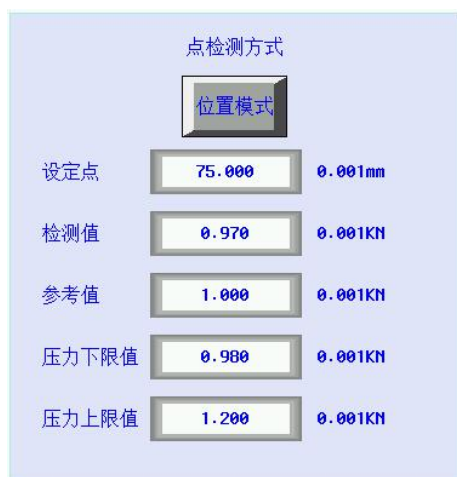 点检测方式
位置模式
设定点 75.000 0.001mm
检测值 0.970 0.001KN
参考值 1.000 0.001KN
压力下限值 0.980 0.001KN
压力上限值 1.200 0.001KN